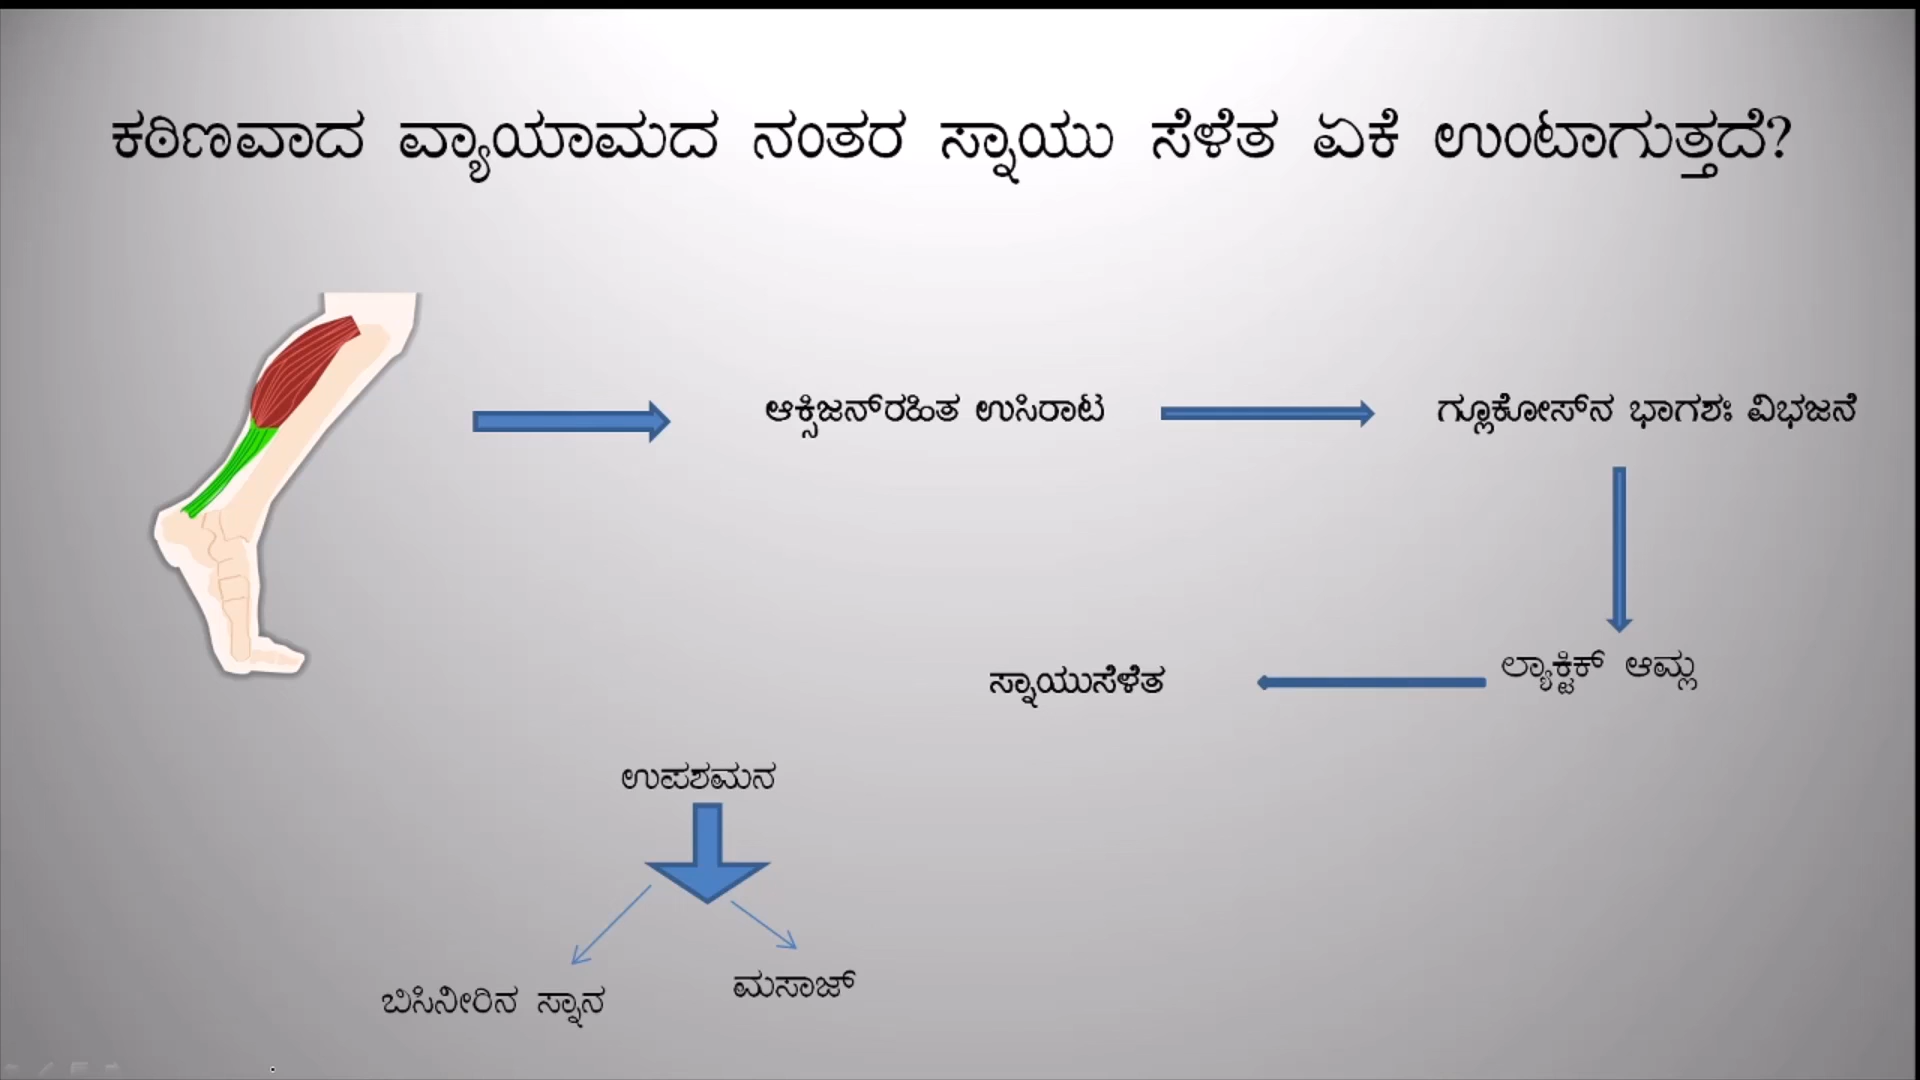 ಕಠಿಣವಾದ ವ್ಯಾಯಾಮದ ನಂತರ ಸ್ನಾಯು ಸೆಳೆತ ಏಕೆ ಉಂಟಾಗುತ್ತದೆ?
ಆಕ್ಸಿಜನ್‌ರಹಿತ ಉಸಿರಾಟ
ಗ್ಲೂಕೋಸ್‌ನ ಭಾಗಶಃ ವಿಭಜನೆ
ಲ್ಯಾಕ್ಟಿಕ್ ಆಮ್ಲ
ಸ್ನಾಯುಸೆಳೆತ
ಉಪಶಮನ
ಬಿಸಿನೀರಿನ ಸ್ನಾನ
ಮಸಾಜ್